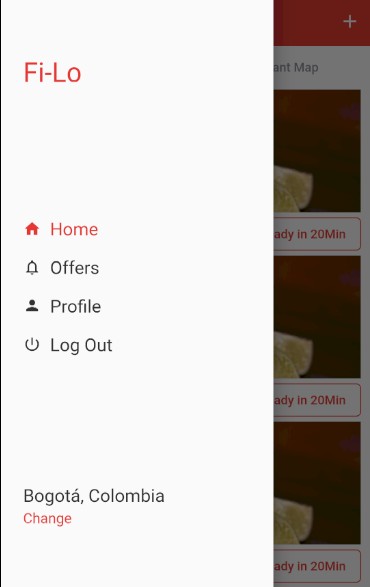 Fi-Lo
ant Map
Home
ady in 20Min
Offers
Profile
Log Out
ady in 20Min
Bogotá, Colombia
Change
ady in 20Min